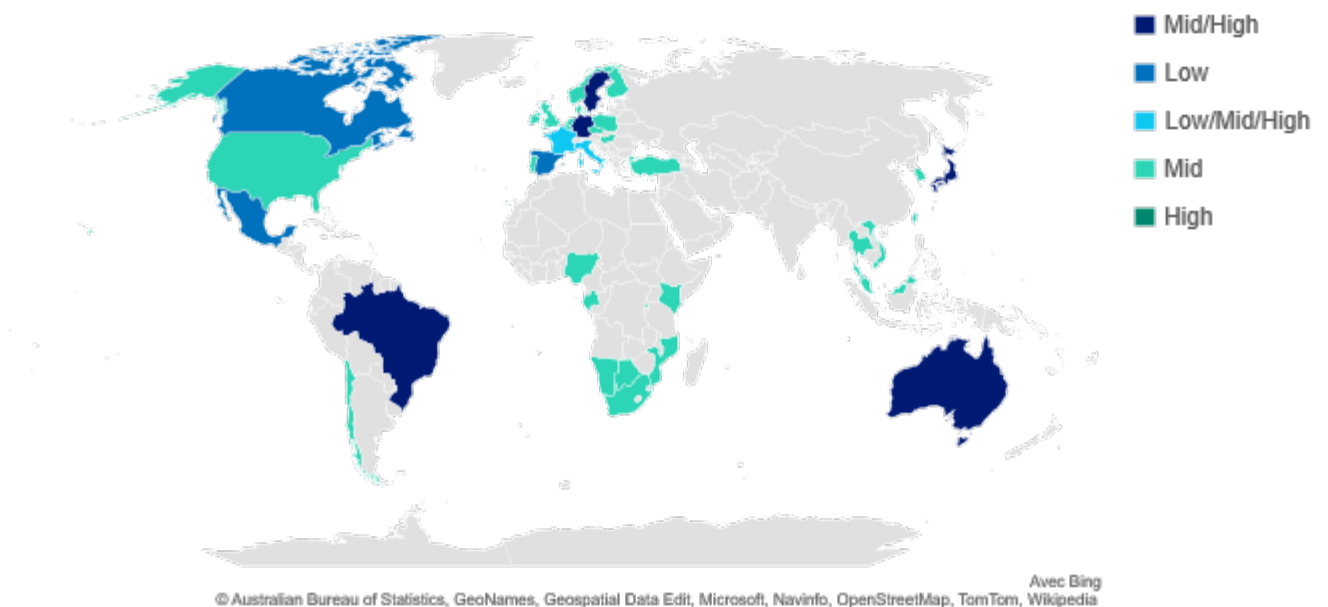 Mid/High
Low
Low/Mid/High
Mid
High
Avec Bing
© Australian Bureau of Statistics, GeoNames, Geospatial Data Edit, Microsoft, Navinfo, OpenStreetMap, TomTom, Wikipedia